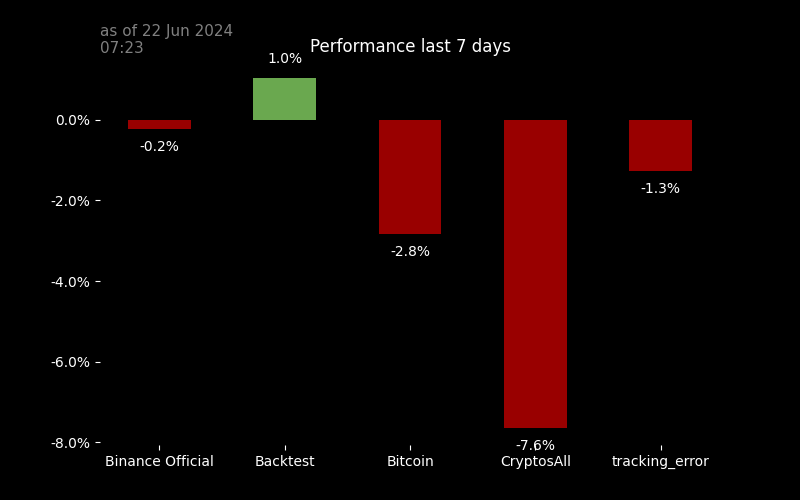 as of 22 Jun 2024
07:23
Performance last 7 days
1.0%
0.0%
-0.2%
-1.3%
-2.0%
-2.8%
-4.0%
-6.0%
-8.0%
-7.6%
Binance Official
Backtest
Bitcoin
CryptosAll
tracking_error